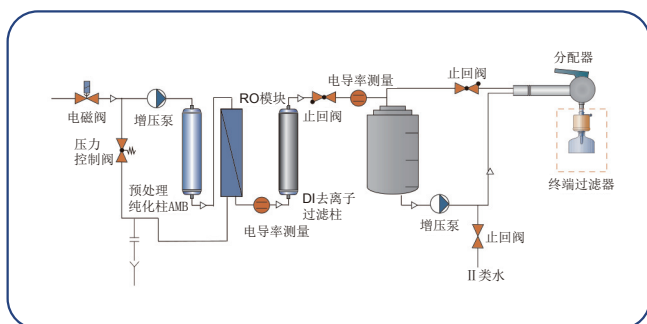 分配器
电导率测量
止回阀
RO模块
电磁阀
增压泵
止回阀
压力
控制阀
终端过滤器
预处理
纯化柱AMB
DI去离子
过滤柱
电导率测量
增压泵
止回阀
II类水